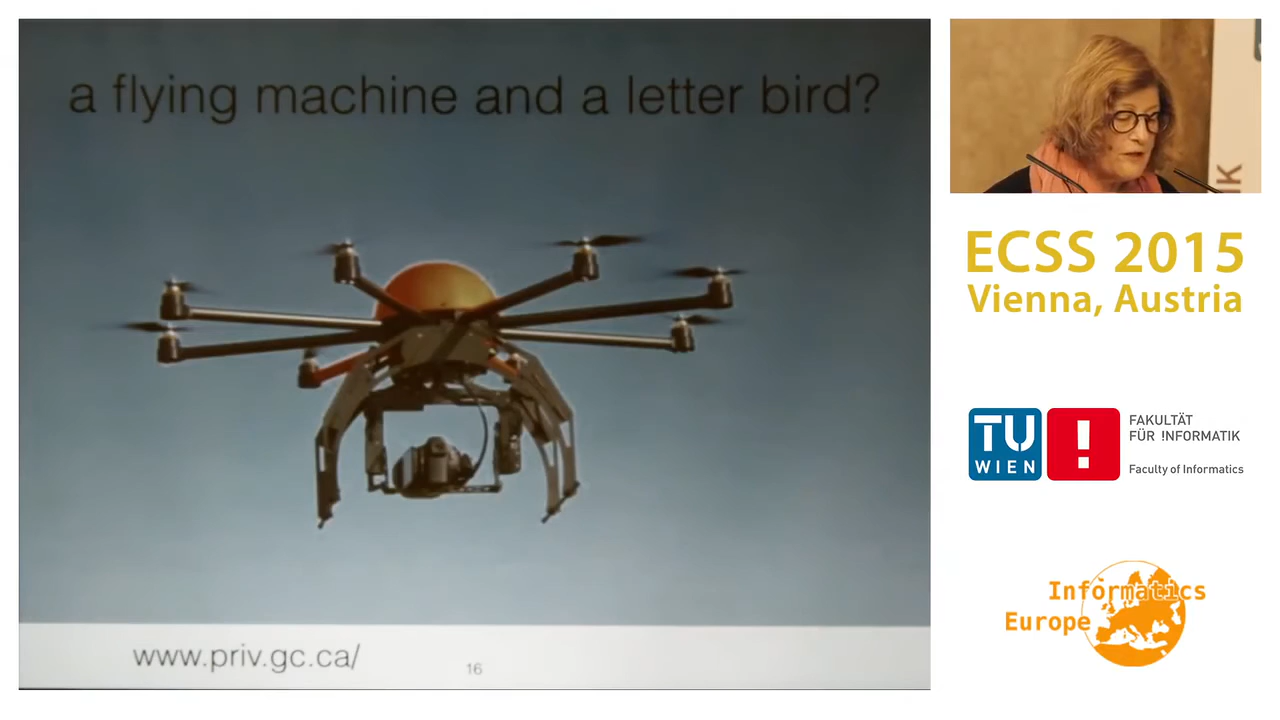 a flying machine and a letter bird?
www.priv.gc.ca/
16
IK
ECSS 2015
Vienna, Austria
TU
WIEN
!
FAKULTÄT
FÜR !NFORMATIK
Faculty of Informatics
Informatics
Europe